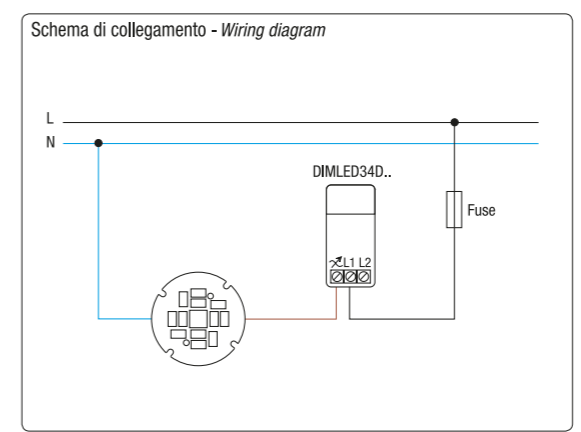 Schema di collegamento - Wiring diagram
L
N
DIMLED34D..
Fuse
L1 L2